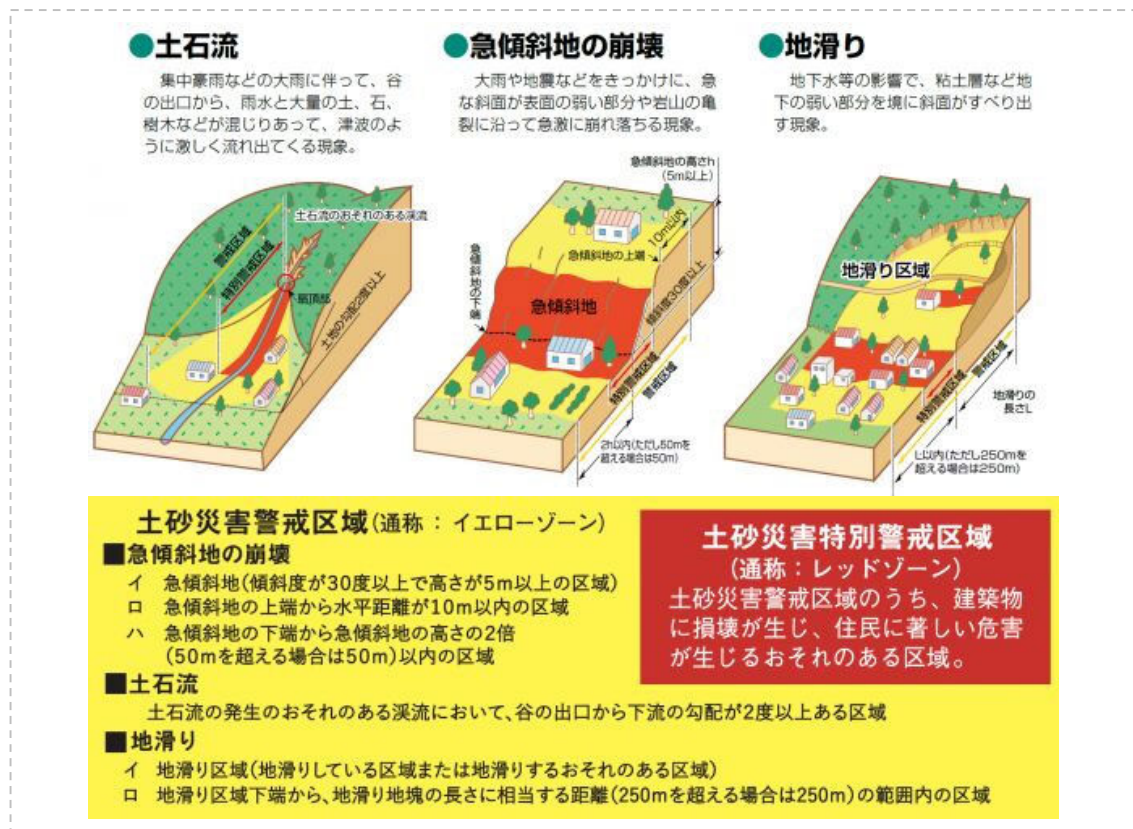 ●土石流
集中豪雨などの大雨に伴って、谷
の出口から、雨水と大量の土、石、
樹木などが混じりあって、津波のよ
うに激しく流れ出てくる現象。
土石流のおそれのある渓流
警戒区域
特別警戒区域
扇頂部
土地の勾配2度以上
●急傾斜地の崩壊
大雨や地震などをきっかけに、急
な斜面が表面の弱い部分や岩山の亀
裂に沿って急激に崩れ落ちる現象。
急傾斜地の高さh
(5m以上)
10m以内
急傾斜地の上端
急傾斜地の下端
急傾斜地
傾斜度30度以上
特別警戒区域
警戒区域
2h以内(ただし50mを
超える場合は50m)
●地滑り
地下水等の影響で、粘土層など地
下の弱い部分を境に斜面がすべり出
す現象。
地滑り区域
特別警戒区域
警戒区域
地滑りの
長さL
L以内(ただし250mを
超える場合は250m)
土砂災害警戒区域(通称：イエローゾーン)
■急傾斜地の崩壊
イ 急傾斜地(傾斜度が30度以上で高さが5m以上の区域)
ロ 急傾斜地の上端から水平距離が10m以内の区域
ハ 急傾斜地の下端から急傾斜地の高さの2倍
(50mを超える場合は50m)以内の区域
■土石流
土石流の発生のおそれのある渓流において、谷の出口から下流の勾配が2度以上ある区域
■地滑り
イ 地滑り区域(地滑りしている区域または地滑りするおそれのある区域)
ロ 地滑り区域下端から、地滑り地塊の長さに相当する距離(250mを超える場合は250m)の範囲内の区域
土砂災害特別警戒区域
(通称：レッドゾーン)
土砂災害警戒区域のうち、建築物
に損壊が生じ、住民に著しい危害
が生じるおそれのある区域。